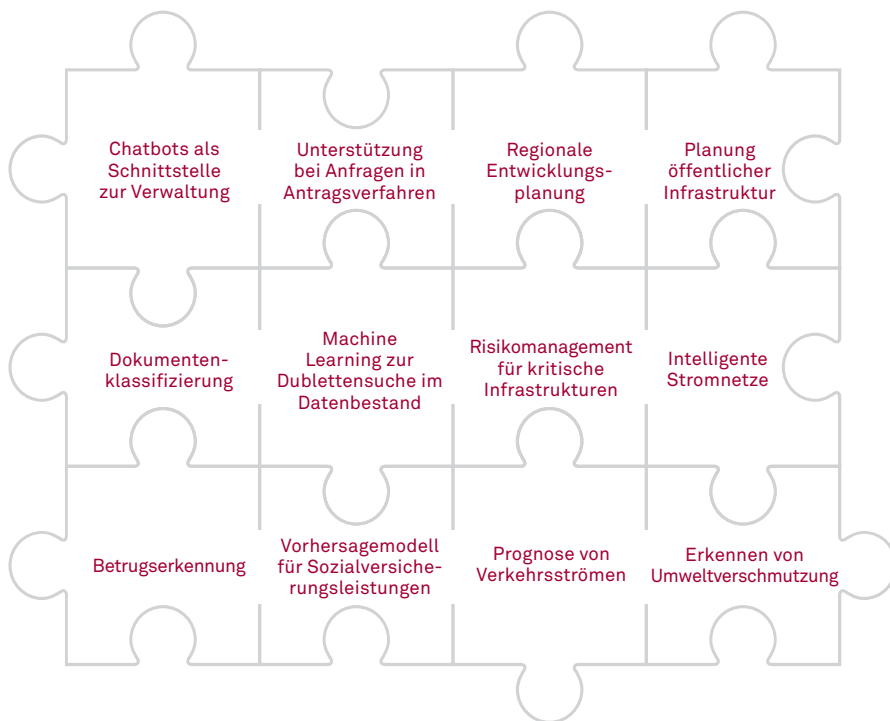 Chatbots als
Schnittstelle
zur Verwaltung
Unterstützung
bei Anfragen in
Antragsverfahren
Regionale
Entwicklungs-
planung
Planung
öffentlicher
Infrastruktur
Dokumenten-
klassifizierung
Machine
Learning zur
Dublettensuche im
Datenbestand
Risikomanagement
für kritische
Infrastrukturen
Intelligente
Stromnetze
Betrugserkennung
Vorhersagemodell
für Sozialversiche-
rungsleistungen
Prognose von
Verkehrsströmen
Erkennen von
Umweltverschmutzung